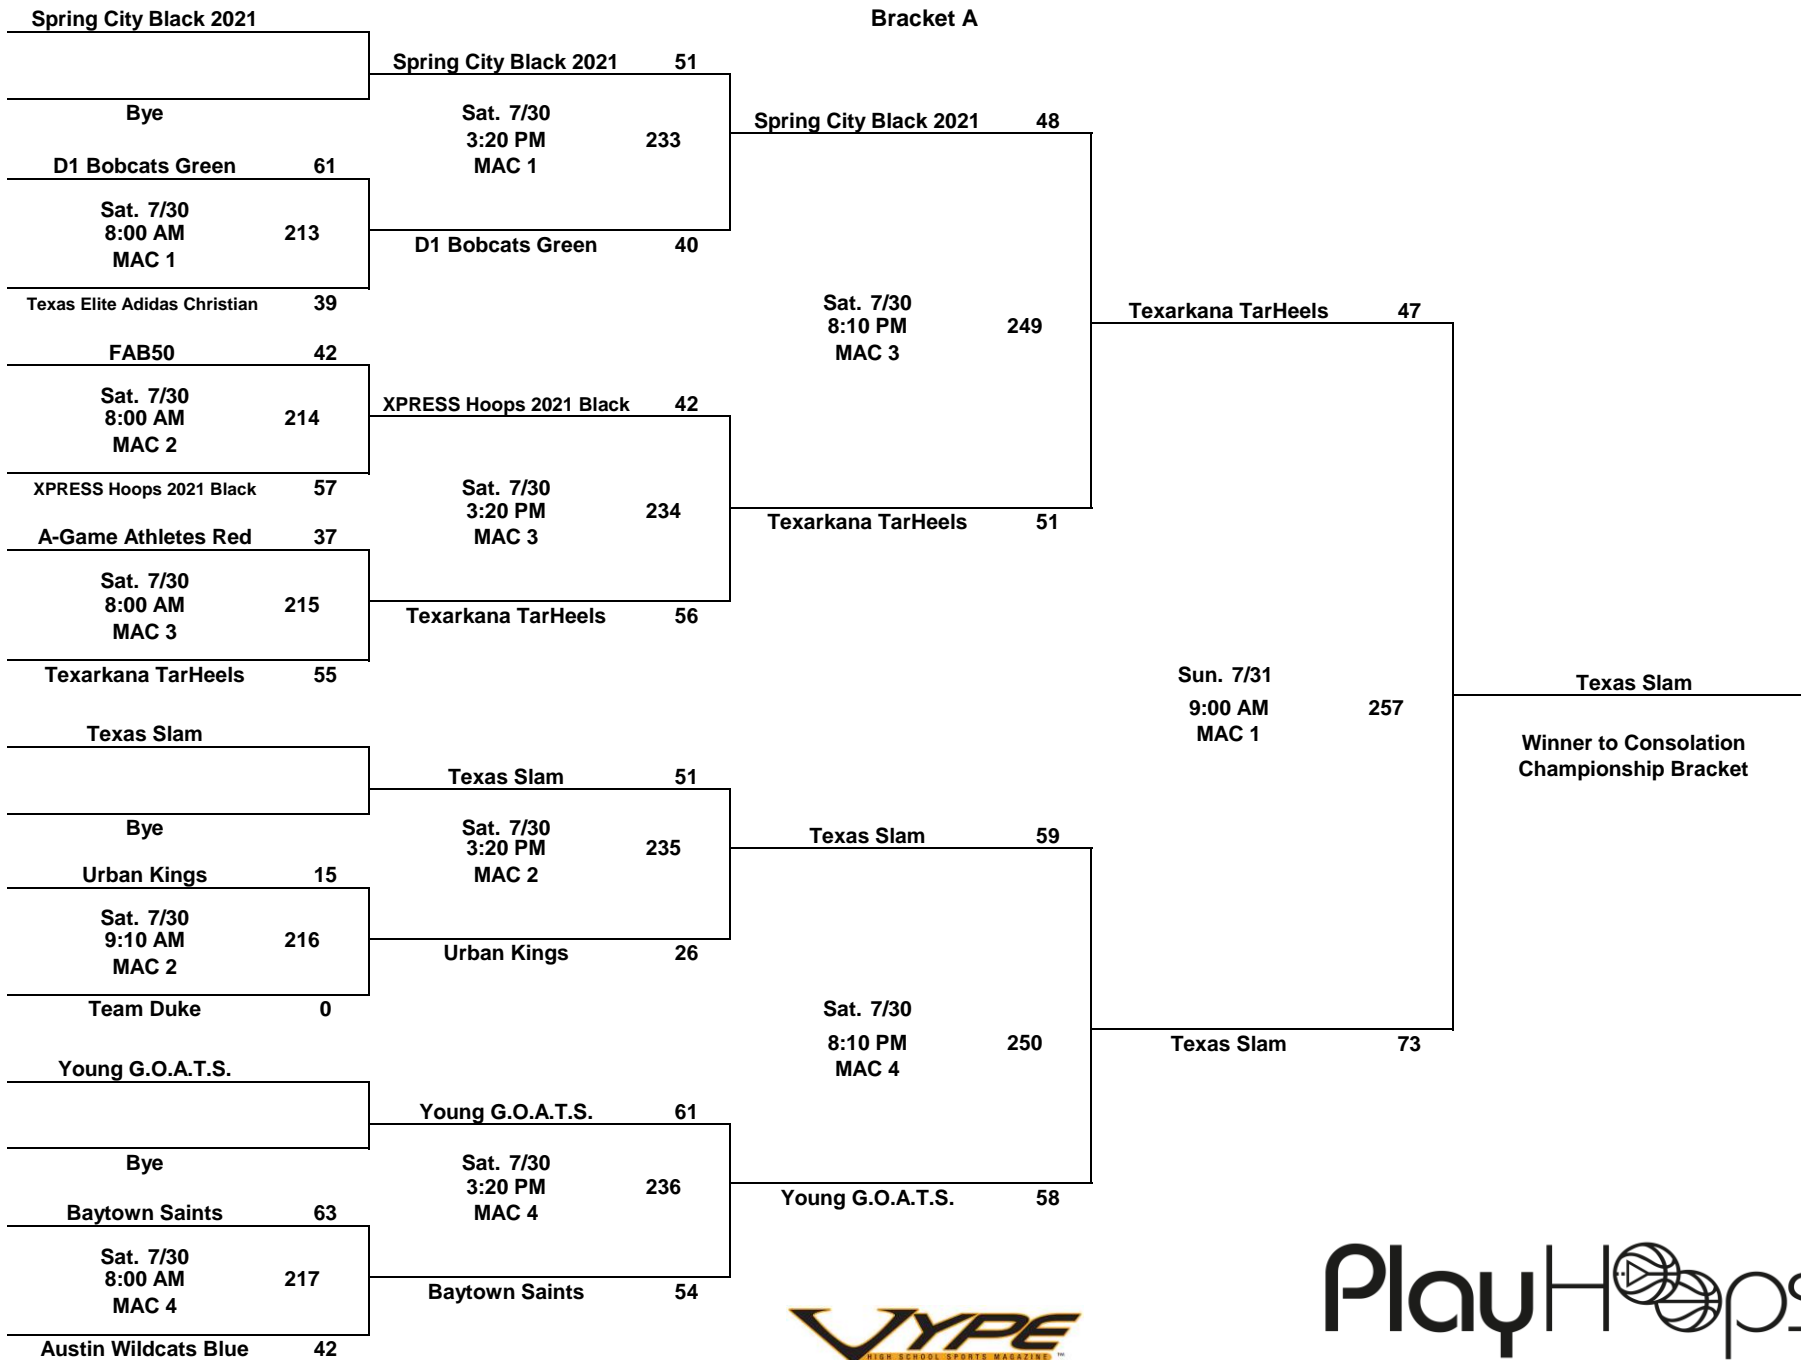 Spring City Black 2021
Bracket A
Spring City Black 2021 51
Bye
Sat. 7/30
3:20 PM 233
MAC 1
Spring City Black 2021 48
D1 Bobcats Green 61
Sat. 7/30
8:00 AM 213
MAC 1
D1 Bobcats Green 40
Texas Elite Adidas Christian 39
Sat. 7/30
8:10 PM 249
MAC 3
Texarkana TarHeels 47
FAB50 42
Sat. 7/30
8:00 AM 214
MAC 2
XPRESS Hoops 2021 Black 42
XPRESS Hoops 2021 Black 57
Sat. 7/30
3:20 PM 234
MAC 3
Texarkana TarHeels 51
A-Game Athletes Red 37
Sat. 7/30
8:00 AM 215
MAC 3
Texarkana TarHeels 56
Texarkana TarHeels 55
Sun. 7/31
9:00 AM 257
MAC 1
Texas Slam
Winner to Consolation
Championship Bracket
Texas Slam
Texas Slam 51
Bye
Sat. 7/30
3:20 PM 235
MAC 2
Texas Slam 59
Urban Kings 15
Sat. 7/30
9:10 AM 216
MAC 2
Urban Kings 26
Team Duke 0
Sat. 7/30
8:10 PM 250
MAC 4
Texas Slam 73
Young G.O.A.T.S.
Young G.O.A.T.S. 61
Bye
Sat. 7/30
3:20 PM 236
MAC 4
Young G.O.A.T.S. 58
Baytown Saints 63
Sat. 7/30
8:00 AM 217
MAC 4
Baytown Saints 54
Austin Wildcats Blue 42
VYPE
HIGH SCHOOL SPORTS MAGAZINE ™
PlayHoops